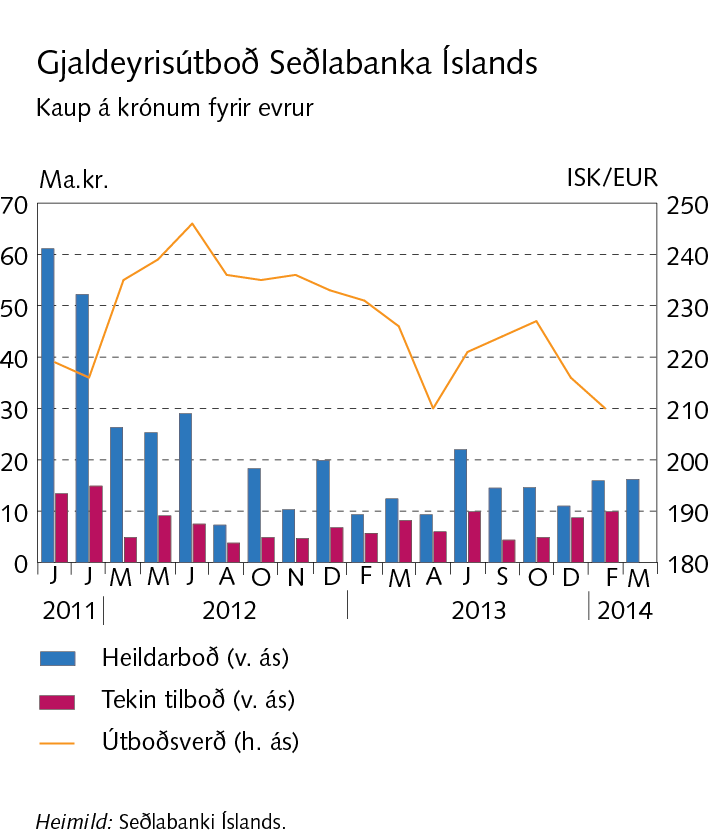 Gjaldeyrisútboð Seðlabanka Íslands
Kaup á krónum fyrir evrur
Ma.kr. ISK/EUR
70 250
60 240
50 230
40 220
30 210
20 200
10 190
0 180
J J M M J A O N D F M A J S O D F M
2011 2012 2013 2014
Heildarboð (v. ás)
Tekin tilboð (v. ás)
Útboðsverð (h. ás)
Heimild: Seðlabanki Íslands.